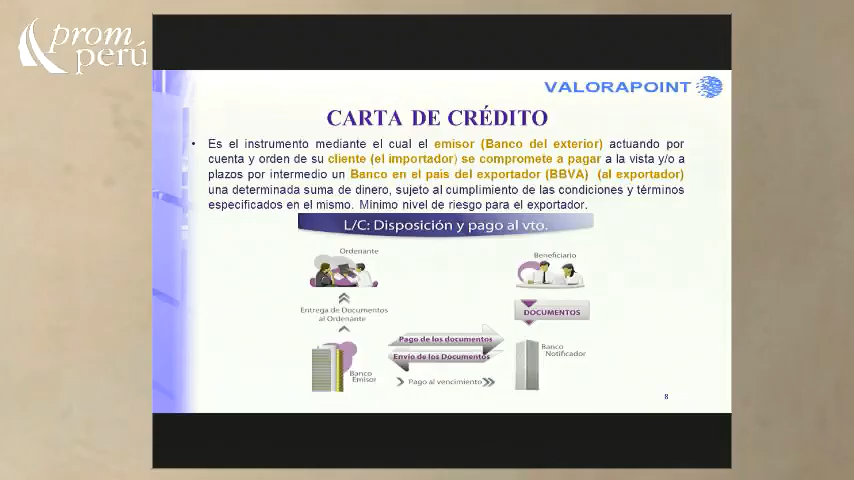 prom
perú
VALORAPOINT
CARTA DE CRÉDITO
• Es el instrumento mediante el cual el emisor (Banco del exterior) actuando por
cuenta y orden de su cliente (el importador) se compromete a pagar a la vista y/o a
plazos por intermedio un Banco en el pais del exportador (BBVA) (al exportador)
una determinada suma de dinero, sujeto al cumplimiento de las condiciones y términos
especificados en el mismo. Mínimo nivel de riesgo para el exportador.
L/C: Disposición y pago al vto.
Ordenante
Beneficiario
Entrega de Documentos
al Ordenante
DOCUMENTOS
Pago de los documentos
Envio de los Documentos
Banco
Emisor
Banco
Notificador
Pago al vencimiento
8